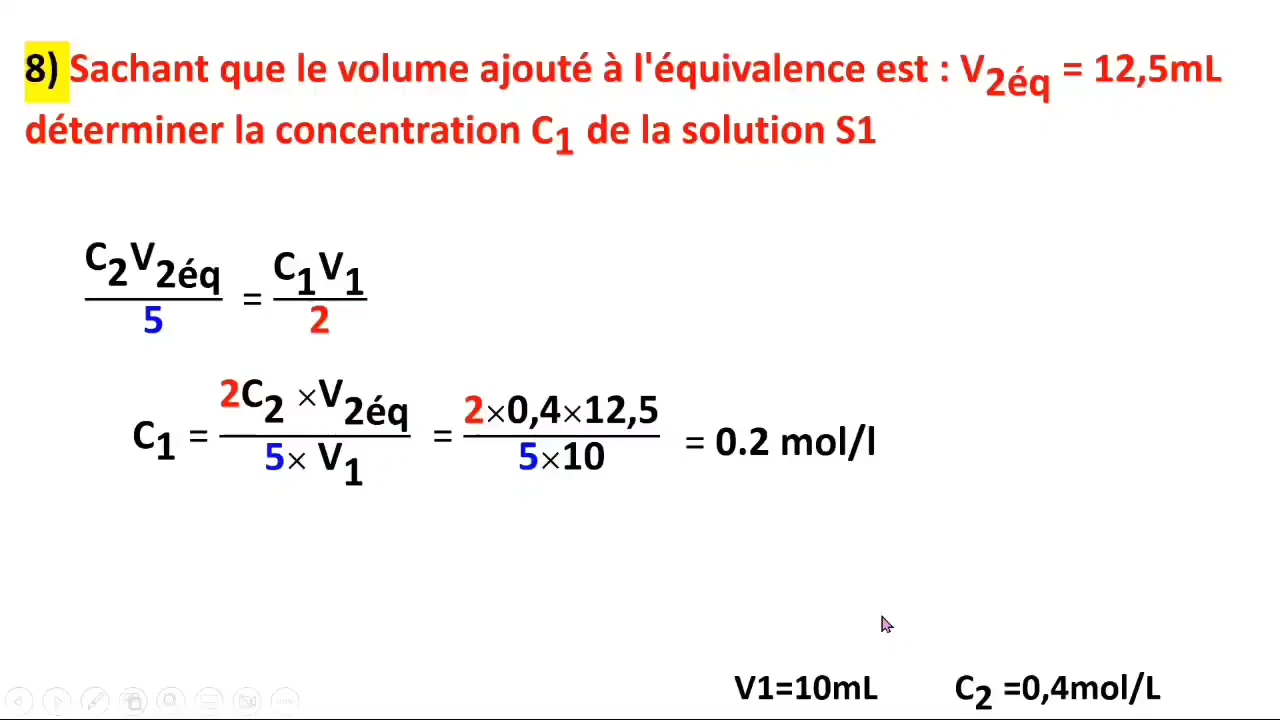 8) Sachant que le volume ajouté à l'équivalence est : V2éq = 12,5mL
déterminer la concentration C1 de la solution S1
C2V2éq / 5 = C1V1 / 2
C1 = 2C2 ×V2éq / 5× V1 = 2×0,4×12,5 / 5×10 = 0.2 mol/l
V1=10mL C2 =0,4mol/L